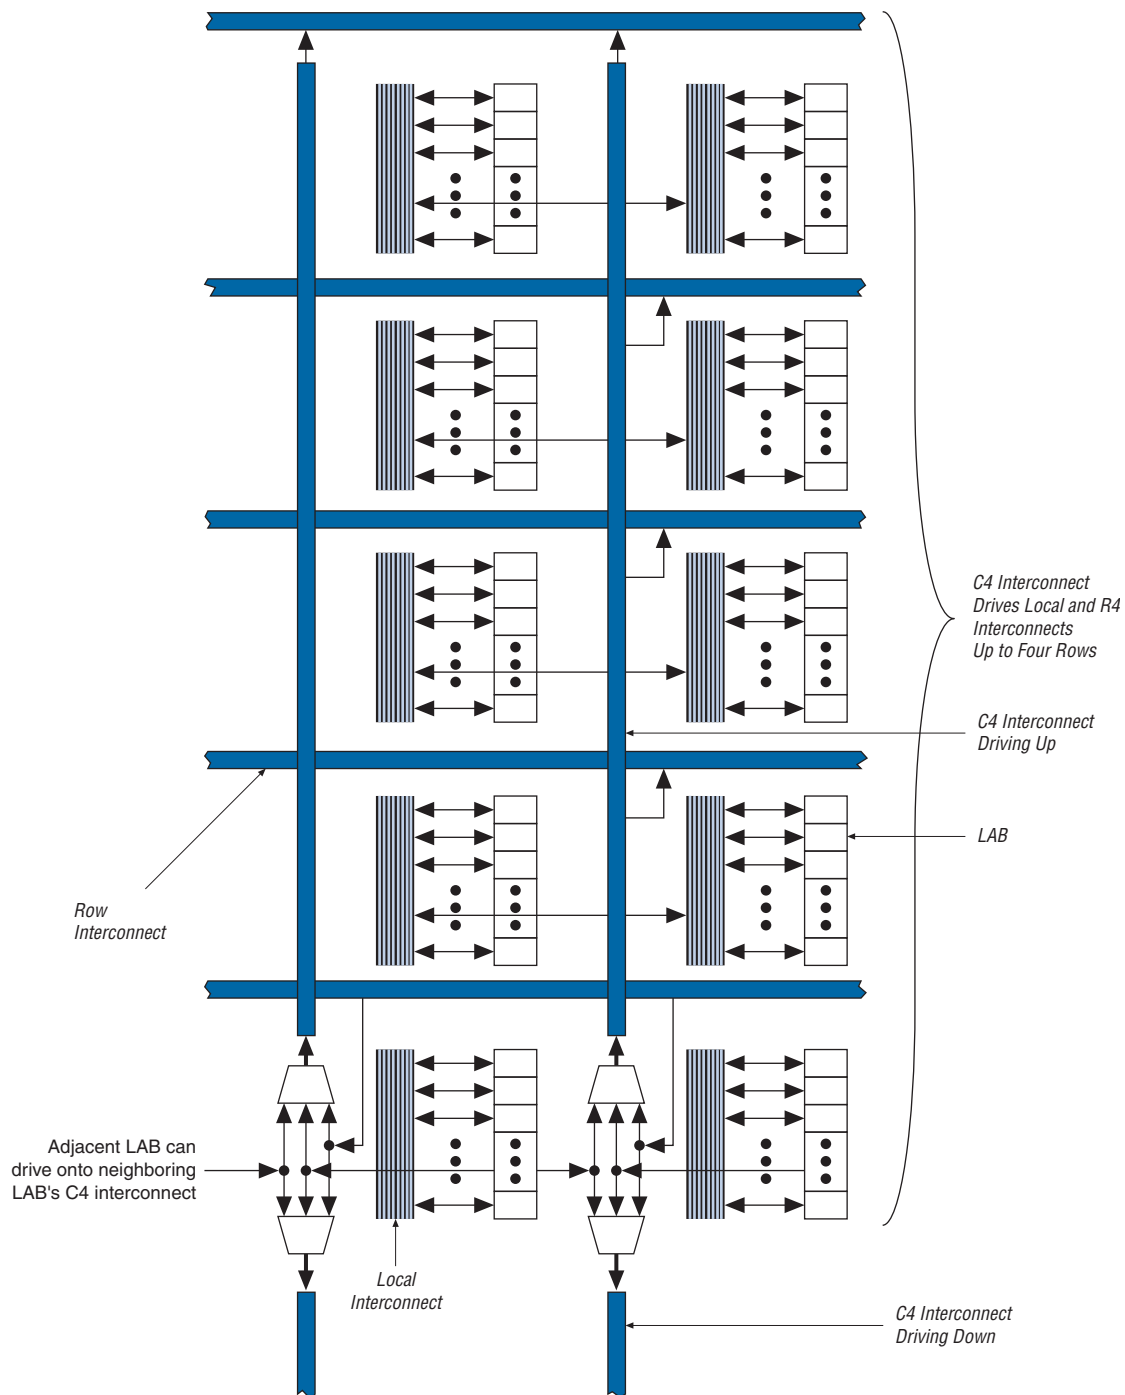 C4 Interconnect
Drives Local and R4
Interconnects
Up to Four Rows
C4 Interconnect
Driving Up
LAB
Row
Interconnect
Adjacent LAB can
drive onto neighboring
LAB's C4 interconnect
Local
Interconnect
C4 Interconnect
Driving Down